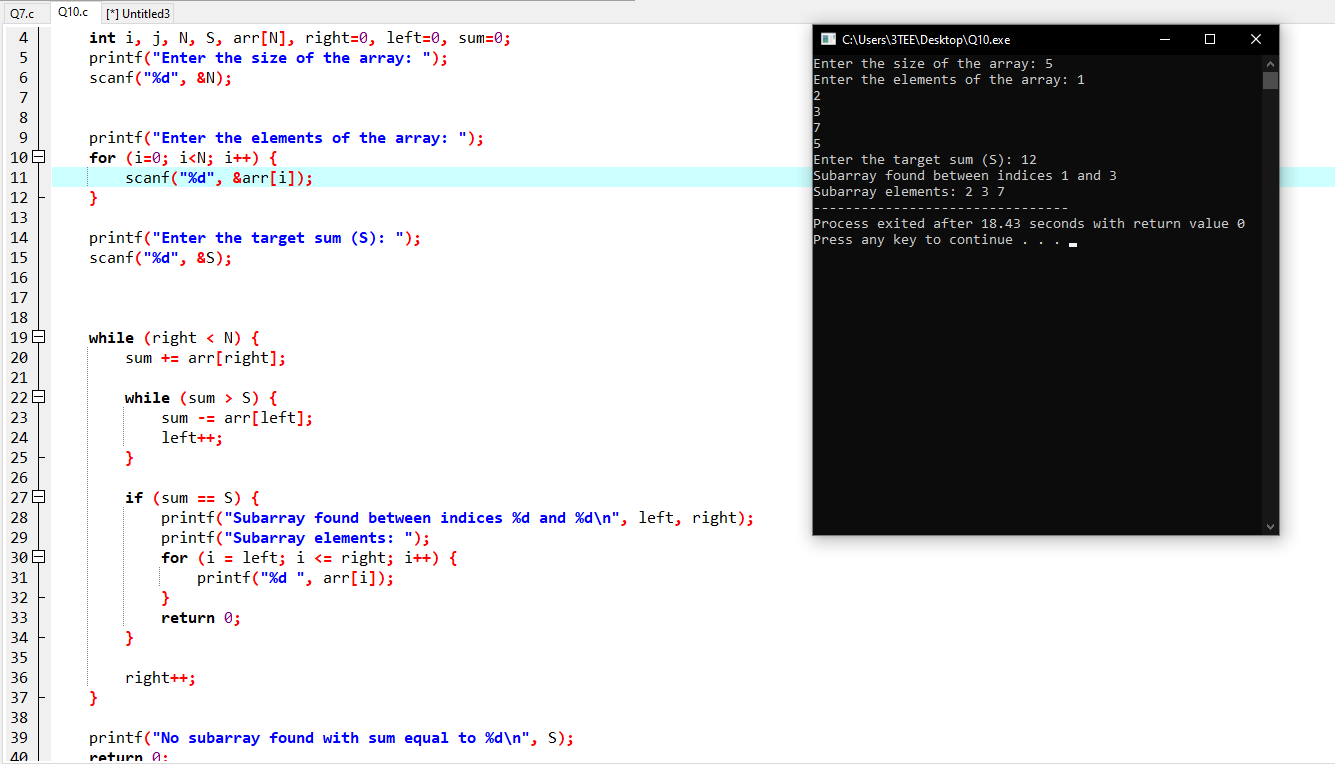 Q7.c Q10.c [*] Untitled3
4 int i, j, N, S, arr[N], right=0, left=0, sum=0;
5 printf("Enter the size of the array: ");
6 scanf("%d", &N);
7
8
9 printf("Enter the elements of the array: ");
10 for (i=0; i<N; i++) {
11 scanf("%d", &arr[i]);
12 }
13
14 printf("Enter the target sum (S): ");
15 scanf("%d", &S);
16
17
18
19 while (right < N) {
20 sum += arr[right];
21
22 while (sum > S) {
23 sum -= arr[left];
24 left++;
25 }
26
27 if (sum == S) {
28 printf("Subarray found between indices %d and %d\n", left, right);
29 printf("Subarray elements: ");
30 for (i = left; i <= right; i++) {
31 printf("%d ", arr[i]);
32 }
33 return 0;
34 }
35
36 right++;
37 }
38
39 printf("No subarray found with sum equal to %d\n", S);
40 return 0;
C:\Users\3TEE\Desktop\Q10.exe
Enter the size of the array: 5
Enter the elements of the array: 1
2
3
7
5
Enter the target sum (S): 12
Subarray found between indices 1 and 3
Subarray elements: 2 3 7
--------------------------------
Process exited after 18.43 seconds with return value 0
Press any key to continue . . .